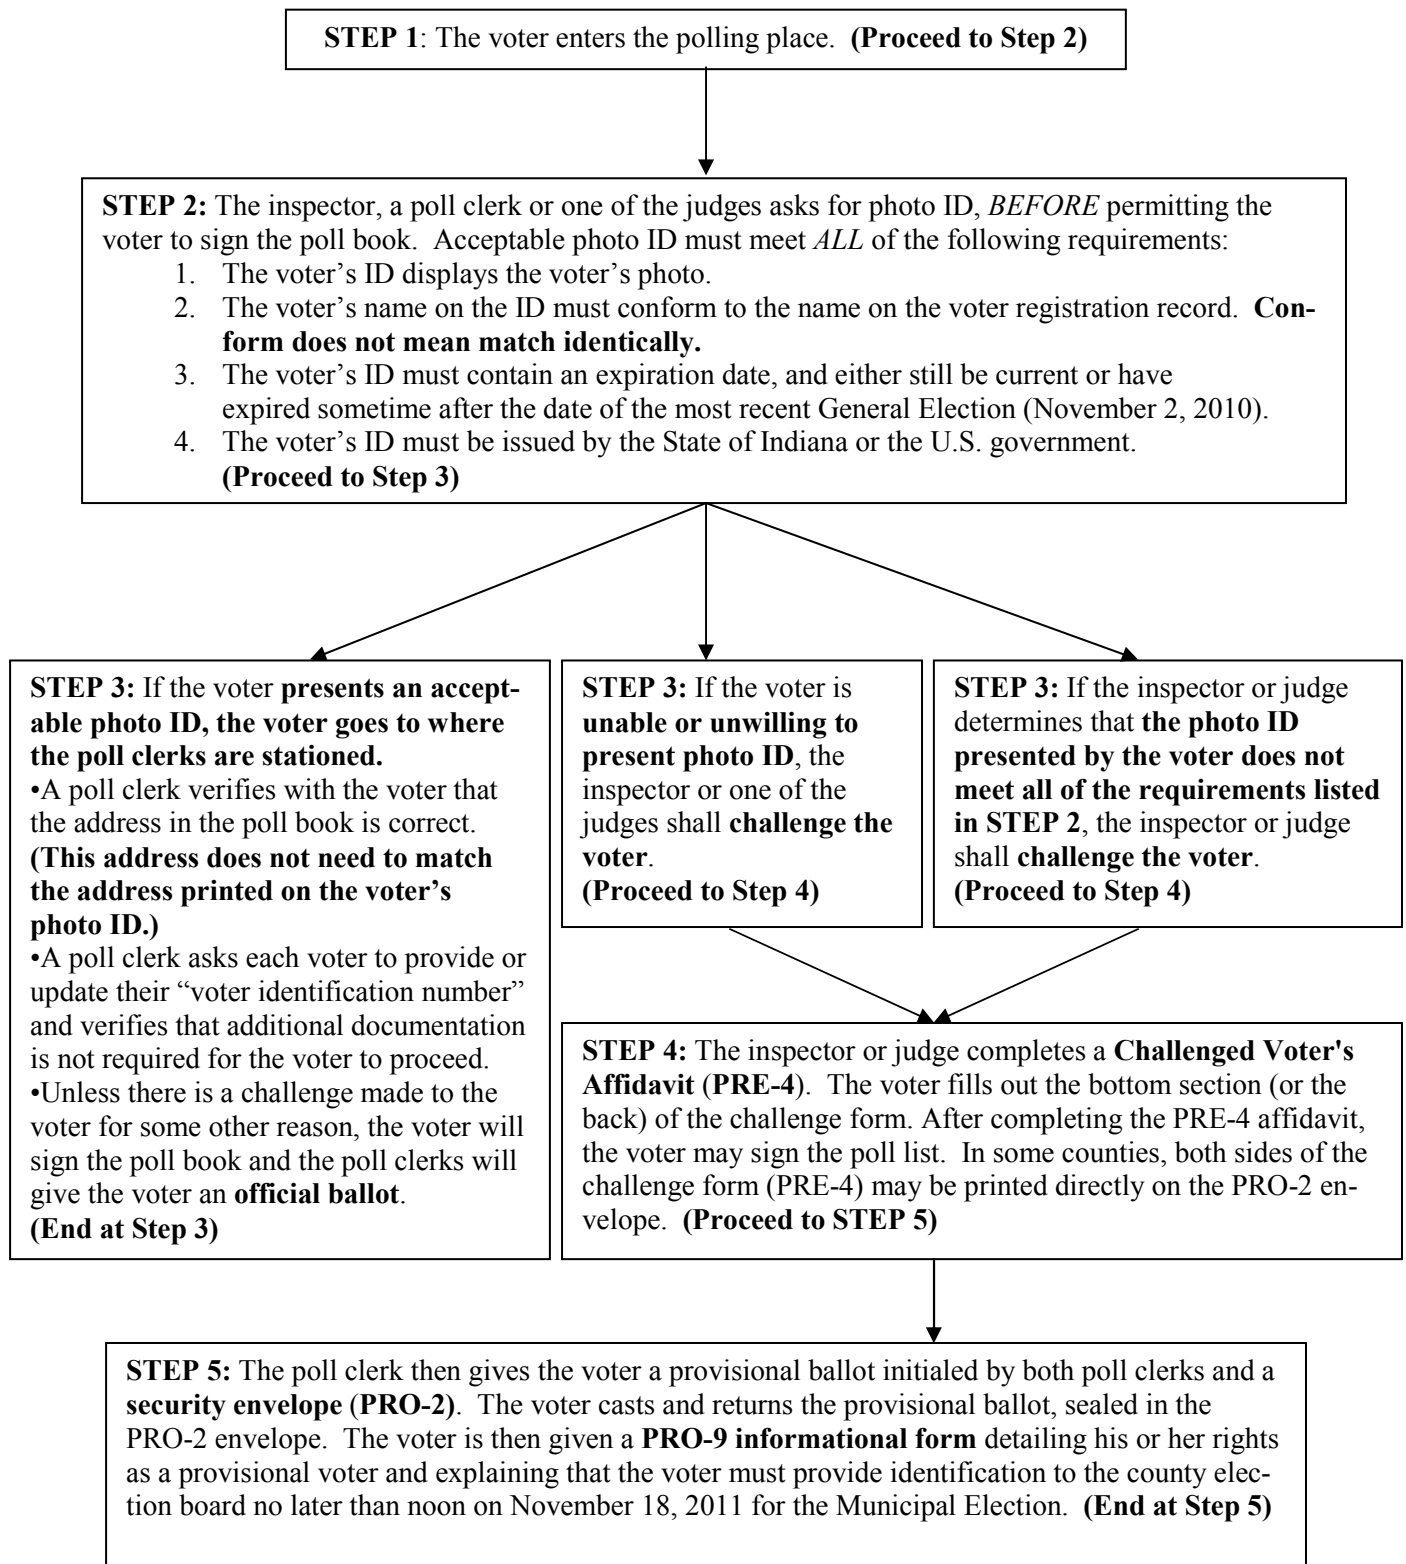 STEP 1: The voter enters the polling place. (Proceed to Step 2)
STEP 2: The inspector, a poll clerk or one of the judges asks for photo ID, BEFORE permitting the
voter to sign the poll book. Acceptable photo ID must meet ALL of the following requirements:
1. The voter’s ID displays the voter’s photo.
2. The voter’s name on the ID must conform to the name on the voter registration record. Con-
form does not mean match identically.
3. The voter’s ID must contain an expiration date, and either still be current or have
expired sometime after the date of the most recent General Election (November 2, 2010).
4. The voter’s ID must be issued by the State of Indiana or the U.S. government.
(Proceed to Step 3)
STEP 3: If the voter presents an accept-
able photo ID, the voter goes to where
the poll clerks are stationed.
•A poll clerk verifies with the voter that
the address in the poll book is correct.
(This address does not need to match
the address printed on the voter’s
photo ID.)
•A poll clerk asks each voter to provide or
update their “voter identification number”
and verifies that additional documentation
is not required for the voter to proceed.
•Unless there is a challenge made to the
voter for some other reason, the voter will
sign the poll book and the poll clerks will
give the voter an official ballot.
(End at Step 3)
STEP 3: If the voter is
unable or unwilling to
present photo ID, the
inspector or one of the
judges shall challenge the
voter.
(Proceed to Step 4)
STEP 3: If the inspector or judge
determines that the photo ID
presented by the voter does not
meet all of the requirements listed
in STEP 2, the inspector or judge
shall challenge the voter.
(Proceed to Step 4)
STEP 4: The inspector or judge completes a Challenged Voter's
Affidavit (PRE-4). The voter fills out the bottom section (or the
back) of the challenge form. After completing the PRE-4 affidavit,
the voter may sign the poll list. In some counties, both sides of the
challenge form (PRE-4) may be printed directly on the PRO-2 en-
velope. (Proceed to STEP 5)
STEP 5: The poll clerk then gives the voter a provisional ballot initialed by both poll clerks and a
security envelope (PRO-2). The voter casts and returns the provisional ballot, sealed in the
PRO-2 envelope. The voter is then given a PRO-9 informational form detailing his or her rights
as a provisional voter and explaining that the voter must provide identification to the county elec-
tion board no later than noon on November 18, 2011 for the Municipal Election. (End at Step 5)